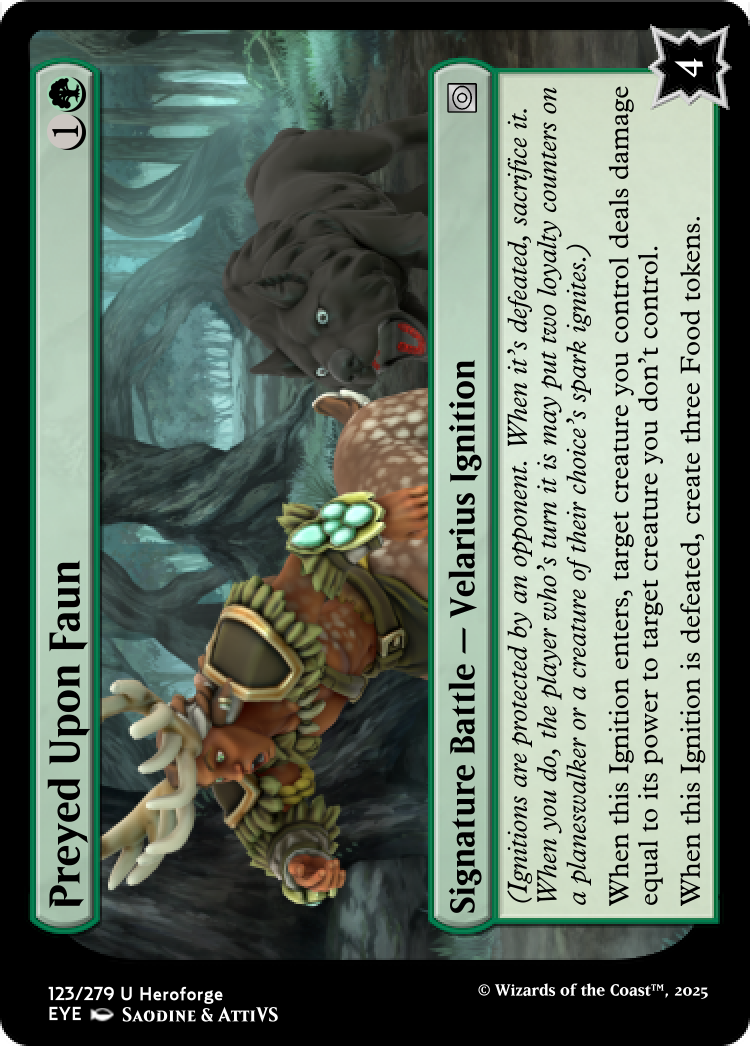 Preyed Upon Faun 1
Signature Battle — Velarius Ignition
(Ignitions are protected by an opponent. When it's defeated, sacrifice it.
When you do, the player who's turn it is may put two loyalty counters on
a planeswalker or a creature of their choice's spark ignites.)
When this Ignition enters, target creature you control deals damage
equal to its power to target creature you don't control.
When this Ignition is defeated, create three Food tokens.
4
123/279 U Heroforge
EYE Saodine & AttiVS
© Wizards of the Coast™, 2025